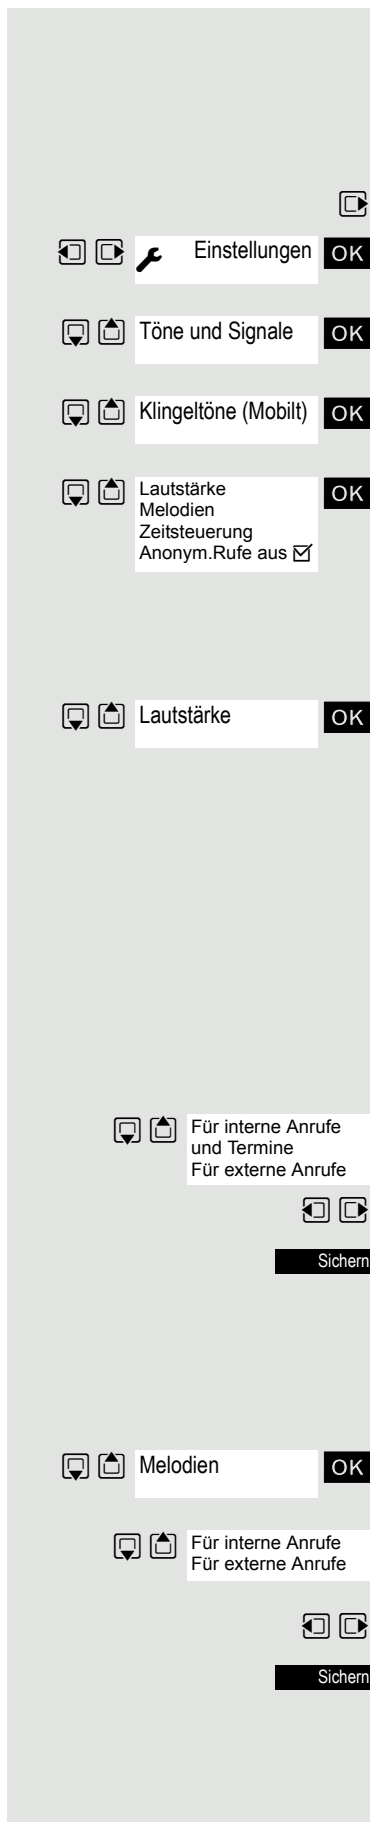 Einstellungen OK
Töne und Signale OK
Klingeltöne (Mobilt) OK
Lautstärke OK
Melodien
Zeitsteuerung
Anonym.Rufe aus
Lautstärke OK
Für interne Anrufe
und Termine
Für externe Anrufe
Sichern
Melodien OK
Für interne Anrufe
Für externe Anrufe
Sichern